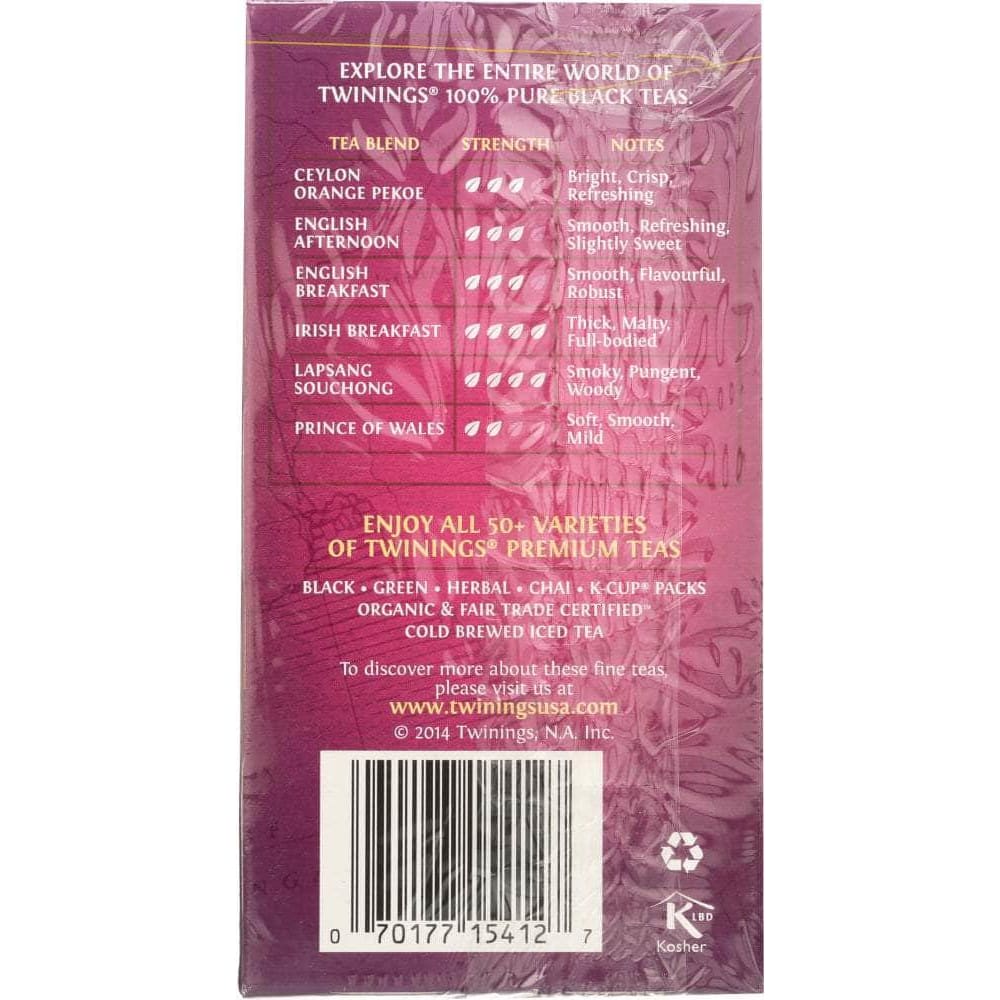 EXPLORE THE ENTIRE WORLD OF
TWININGS® 100% PURE BLACK TEAS.
TEA BLEND STRENGTH NOTES
CEYLON
ORANGE PEKOE
Bright, Crisp,
Refreshing
ENGLISH
AFTERNOON
Smooth, Refreshing,
Slightly Sweet
ENGLISH
BREAKFAST
Smooth, Flavourful,
Robust
IRISH BREAKFAST
Thick, Malty,
Full-bodied
LAPSANG
SOUCHONG
Smoky, Pungent,
Woody
PRINCE OF WALES
Soft, Smooth,
Mild
ENJOY ALL 50+ VARIETIES
OF TWININGS® PREMIUM TEAS
BLACK • GREEN • HERBAL • CHAI • K-CUP® PACKS
ORGANIC & FAIR TRADE CERTIFIED™
COLD BREWED ICED TEA
To discover more about these fine teas,
please visit us at
www.twiningsusa.com
© 2014 Twinings, N.A. Inc.
0 70177 15412 7
K LBD
Kosher